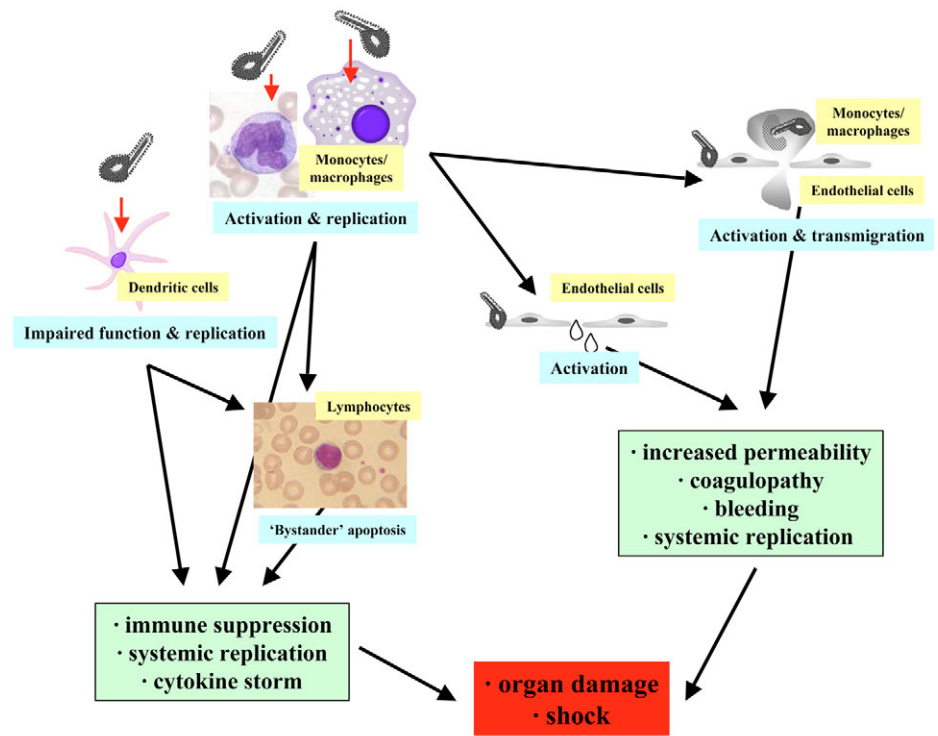 Monocytes/
macrophages
Activation & replication
Dendritic cells
Impaired function & replication
Lymphocytes
‘Bystander’ apoptosis
Monocytes/
macrophages
Endothelial cells
Activation & transmigration
Endothelial cells
Activation
· increased permeability
· coagulopathy
· bleeding
· systemic replication
· immune suppression
· systemic replication
· cytokine storm
· organ damage
· shock